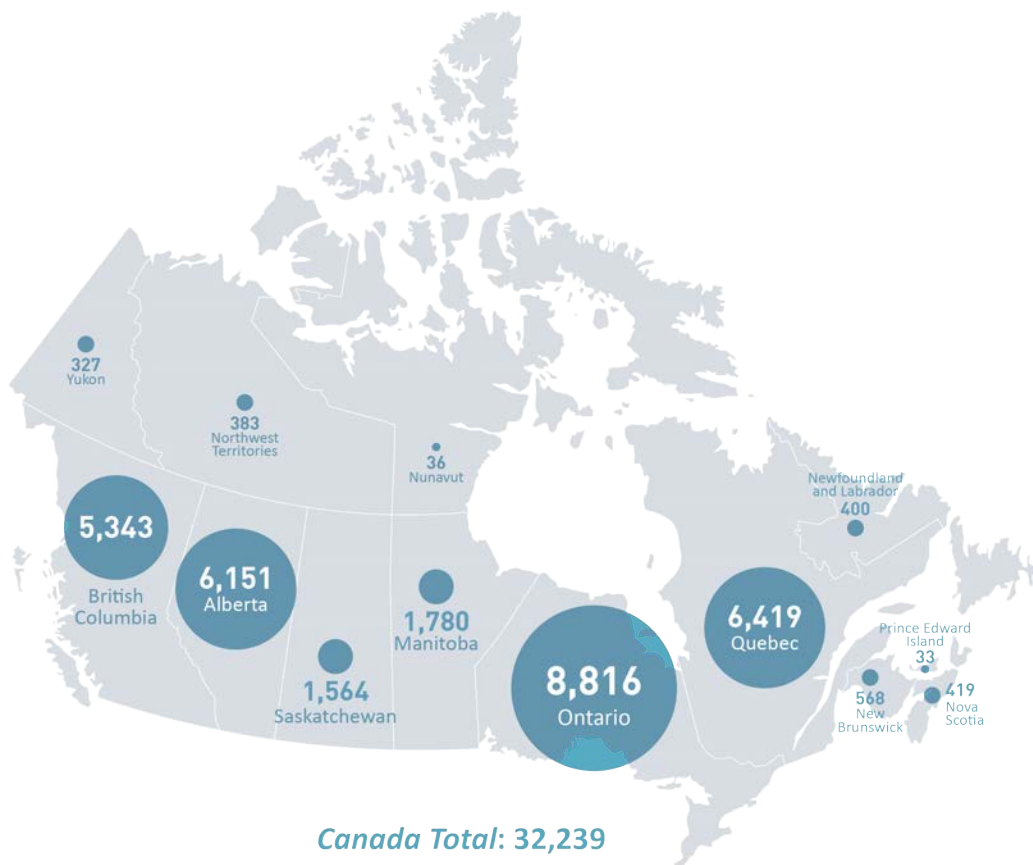 327
Yukon
383
Northwest
Territories
36
Nunavut
Newfoundland
and Labrador
400
5,343
British
Columbia
6,151
Alberta
1,780
Manitoba
1,564
Saskatchewan
8,816
Ontario
6,419
Quebec
Prince Edward
Island
33
568
New
Brunswick
419
Nova
Scotia
Canada Total: 32,239